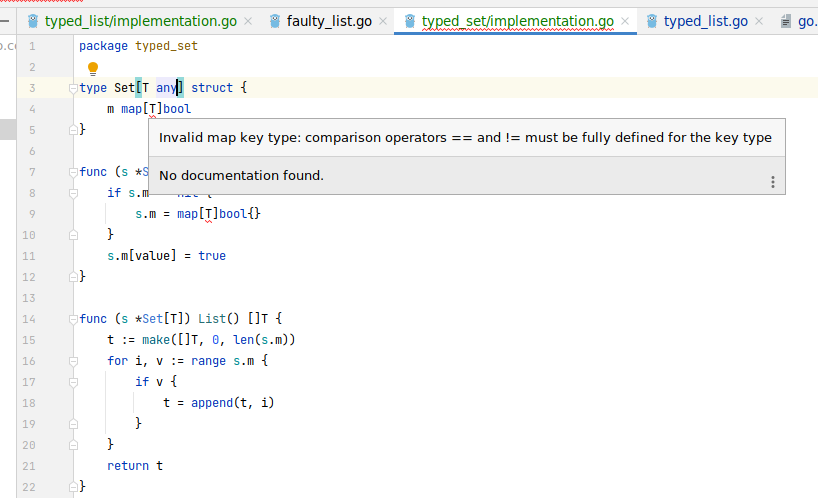 typed_list/implementation.go
faulty_list.go
typed_set/implementation.go
typed_list.go
go.
1 package typed_set
2
3 type Set[T any] struct {
4 m map[T]bool
5 }
Invalid map key type: comparison operators == and != must be fully defined for the key type
No documentation found.
6
7 func (s *S
8 if s.m
9 s.m = map[T]bool{}
10 }
11 s.m[value] = true
12 }
13
14 func (s *Set[T]) List() []T {
15 t := make([]T, 0, len(s.m))
16 for i, v := range s.m {
17 if v {
18 t = append(t, i)
19 }
20 }
21 return t
22 }